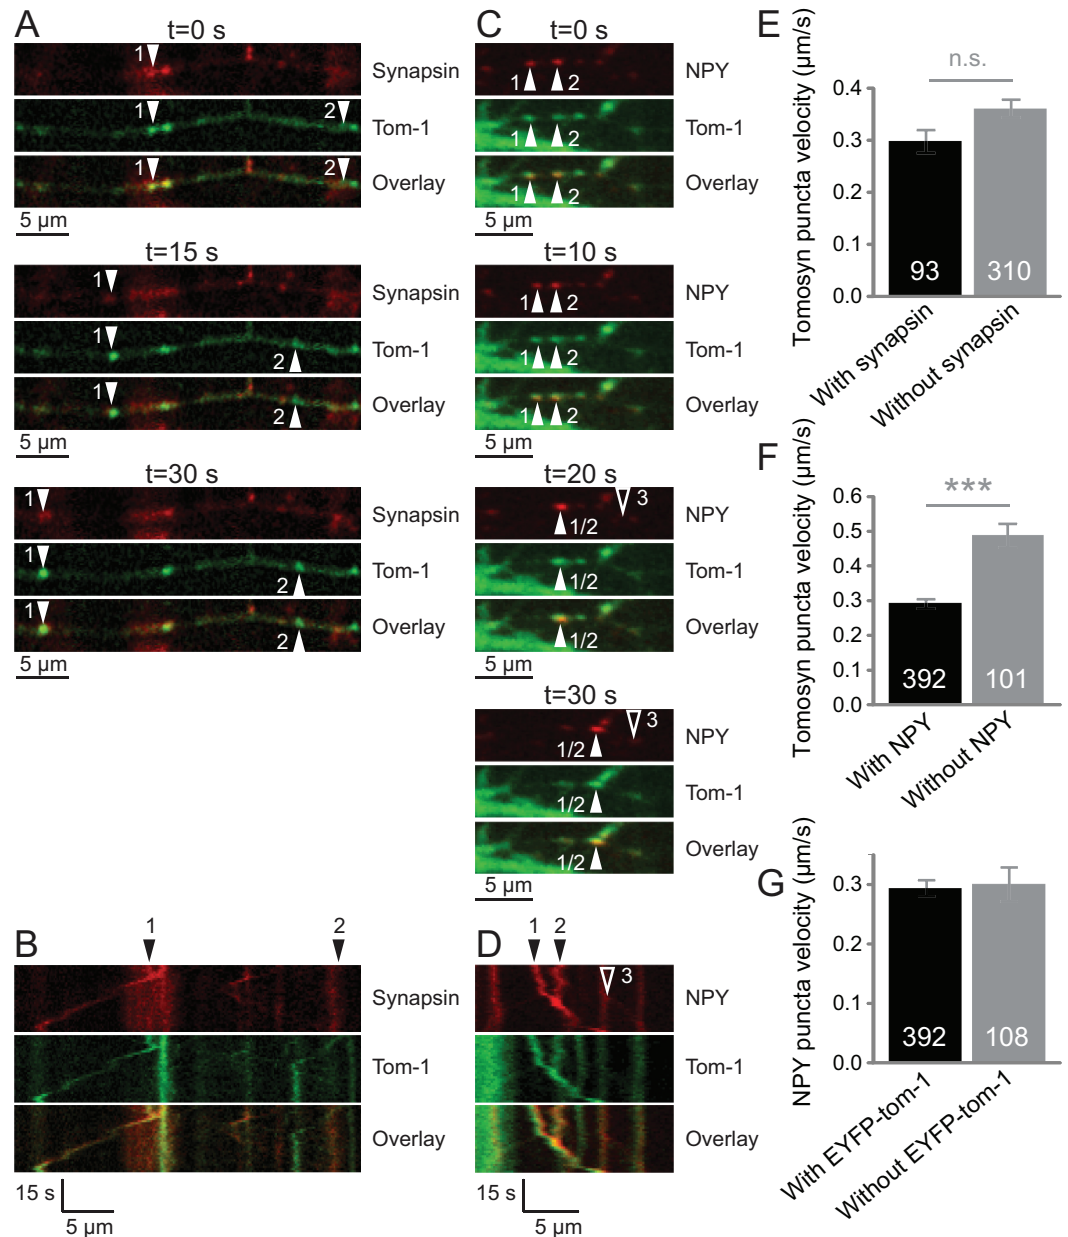 A
t=0 s
1
Synapsin
1
2
Tom-1
1
2
Overlay
5 µm
t=15 s
1
Synapsin
1
2
Tom-1
1
2
Overlay
5 µm
t=30 s
1
Synapsin
1
2
Tom-1
1
2
Overlay
5 µm
B
1 2
Synapsin
Tom-1
Overlay
15 s
5 µm
C
t=0 s
1 2
NPY
1 2
Tom-1
1 2
Overlay
5 µm
t=10 s
1 2
NPY
1 2
Tom-1
1 2
Overlay
5 µm
t=20 s
3
1/2
NPY
1/2
Tom-1
1/2
Overlay
5 µm
t=30 s
3
1/2
NPY
1/2
Tom-1
1/2
Overlay
5 µm
D
1 2
3
NPY
Tom-1
Overlay
15 s
5 µm
E
Tomosyn puncta velocity (µm/s)
n.s.
0.4
0.3
0.2
0.1
0.0
93 310
With synapsin
Without synapsin
F
Tomosyn puncta velocity (µm/s)
***
0.6
0.5
0.4
0.3
0.2
0.1
0.0
392 101
With NPY
Without NPY
G
NPY puncta velocity (µm/s)
0.3
0.2
0.1
0.0
392 108
With EYFP-tom-1
Without EYFP-tom-1